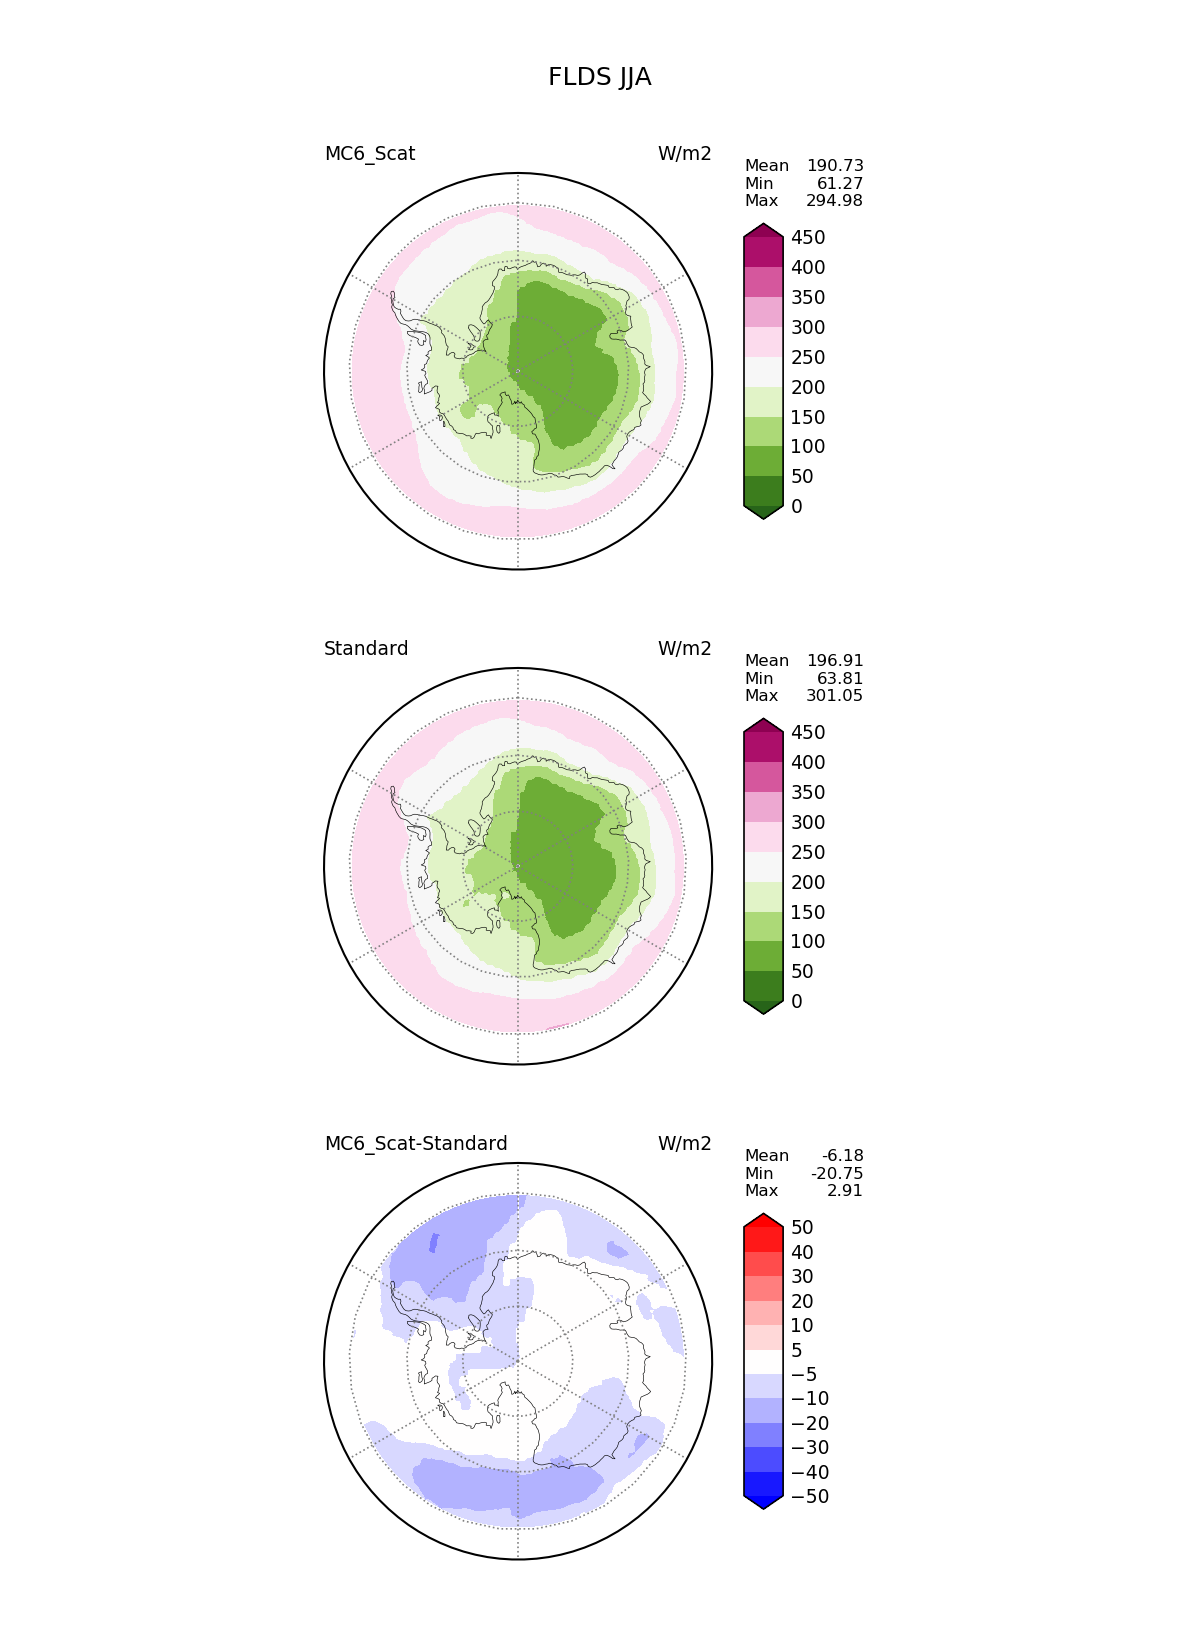 FLDS JJA
MC6_Scat W/m2
Mean 190.73
Min 61.27
Max 294.98
450
400
350
300
250
200
150
100
50
0
Standard W/m2
Mean 196.91
Min 63.81
Max 301.05
450
400
350
300
250
200
150
100
50
0
MC6_Scat-Standard W/m2
Mean -6.18
Min -20.75
Max 2.91
50
40
30
20
10
5
−5
−10
−20
−30
−40
−50